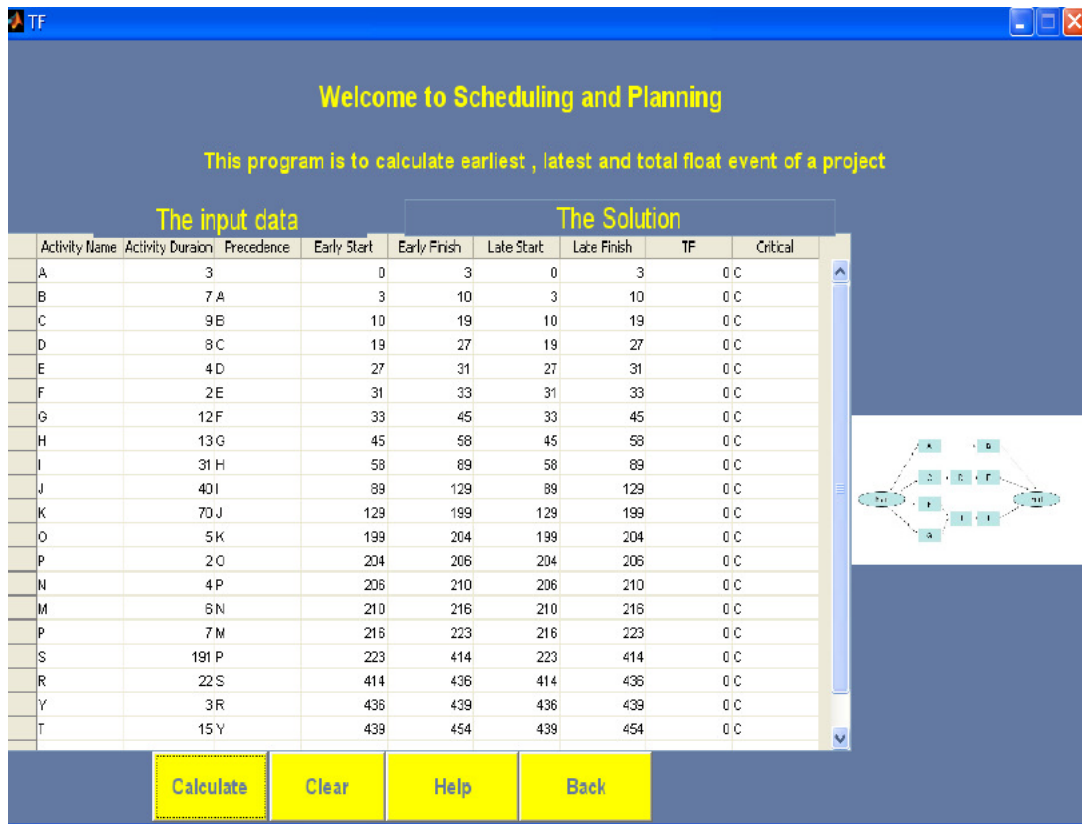 TF
Welcome to Scheduling and Planning
This program is to calculate earliest , latest and total float event of a project
The input data The Solution
Activity Name Activity Duraion Precedence Early Start Early Finish Late Start Late Finish TF Critical
A 3 0 3 0 3 0 C
B 7 A 3 10 3 10 0 C
C 9 B 10 19 10 19 0 C
D 8 C 19 27 19 27 0 C
E 4 D 27 31 27 31 0 C
F 2 E 31 33 31 33 0 C
G 12 F 33 45 33 45 0 C
H 13 G 45 58 45 58 0 C
I 31 H 58 89 58 89 0 C
J 40 I 89 129 89 129 0 C
K 70 J 129 199 129 199 0 C
O 5 K 199 204 199 204 0 C
P 2 O 204 206 204 206 0 C
N 4 P 206 210 206 210 0 C
M 6 N 210 216 210 216 0 C
P 7 M 216 223 216 223 0 C
S 191 P 223 414 223 414 0 C
R 22 S 414 436 414 436 0 C
Y 3 R 436 439 436 439 0 C
T 15 Y 439 454 439 454 0 C
Calculate Clear Help Back